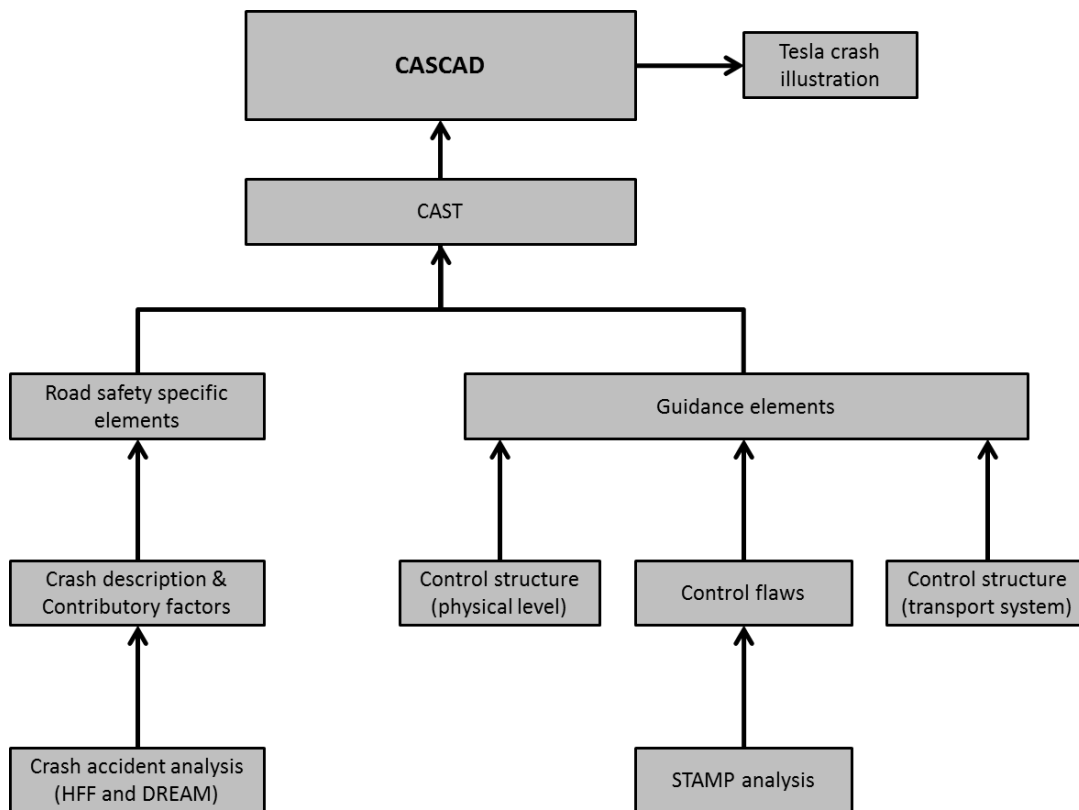 CASCAD
Tesla crash
illustration
CAST
Road safety specific
elements
Guidance elements
Crash description &
Contributory factors
Control structure
(physical level)
Control flaws
Control structure
(transport system)
Crash accident analysis
(HFF and DREAM)
STAMP analysis